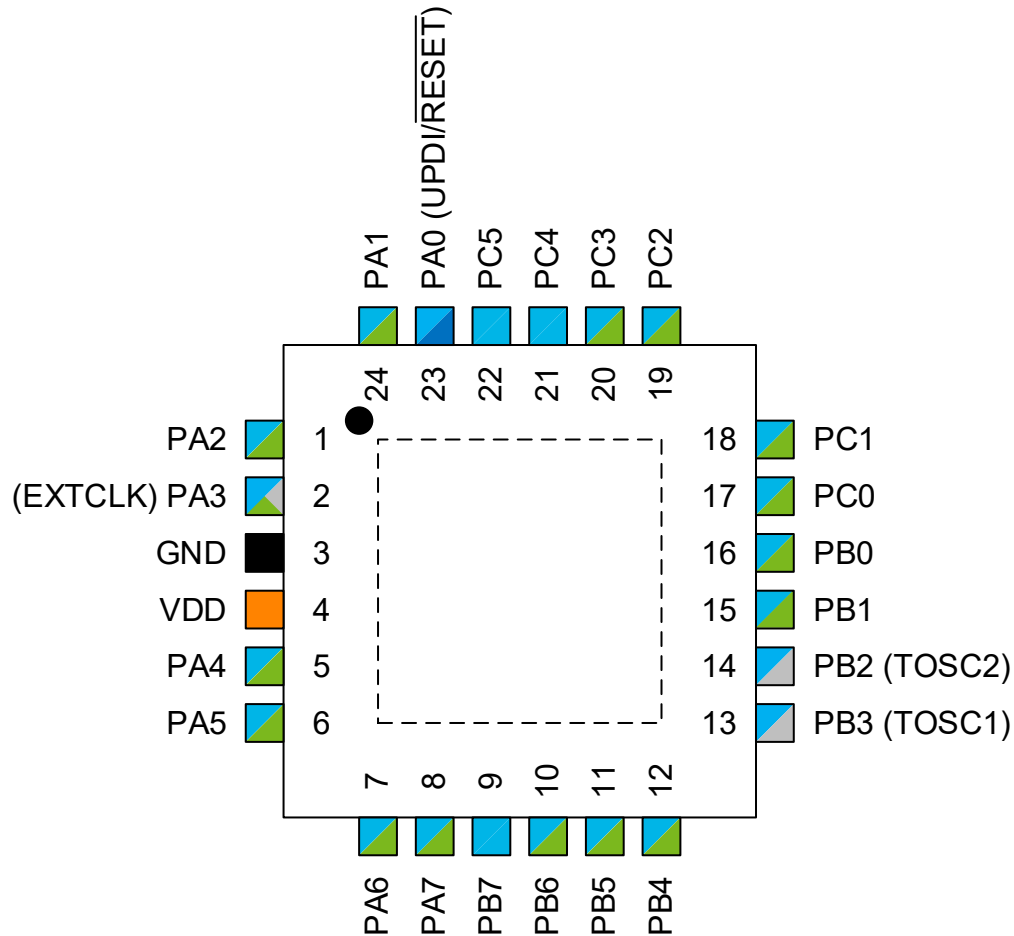 PA1
PA0 (UPDI/RESET)
PC5
PC4
PC3
PC2
24
23
22
21
20
19
PA2 1
(EXTCLK) PA3 2
GND 3
VDD 4
PA4 5
PA5 6
18 PC1
17 PC0
16 PB0
15 PB1
14 PB2 (TOSC2)
13 PB3 (TOSC1)
7
8
9
10
11
12
PA6
PA7
PB7
PB6
PB5
PB4